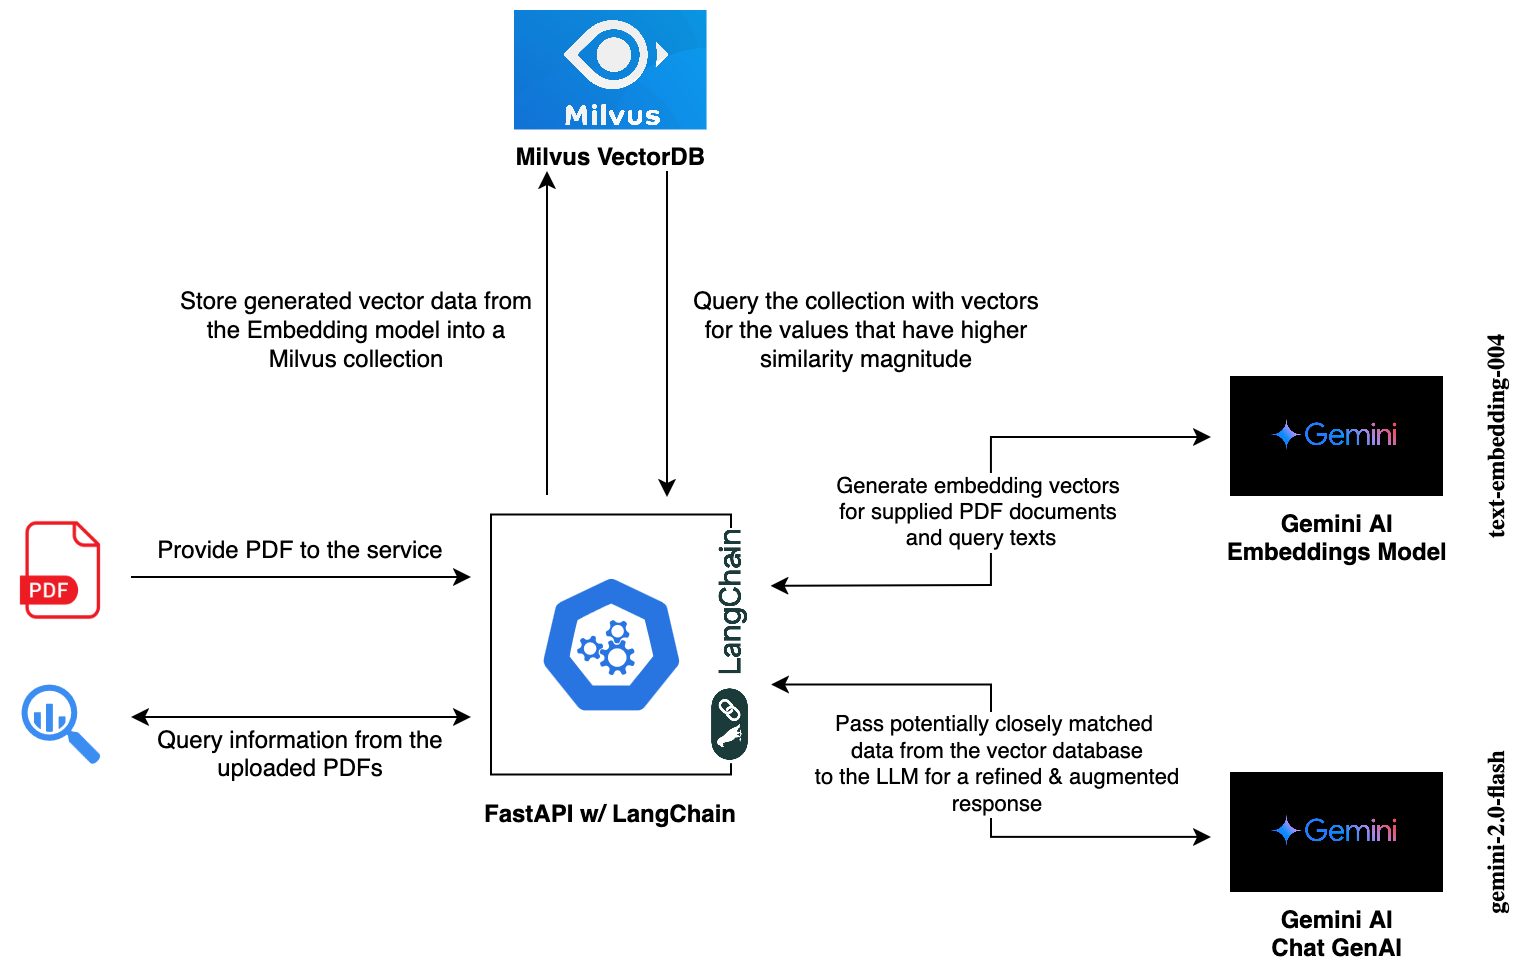 Milvus
Milvus VectorDB
Store generated vector data from
the Embedding model into a
Milvus collection
Query the collection with vectors
for the values that have higher
similarity magnitude
text-embedding-004
Gemini
Generate embedding vectors
for supplied PDF documents
and query texts
Gemini AI
Embeddings Model
Provide PDF to the service
PDF
LangChain
Query information from the
uploaded PDFs
Pass potentially closely matched
data from the vector database
to the LLM for a refined & augmented
response
FastAPI w/ LangChain
gemini-2.0-flash
Gemini
Gemini AI
Chat GenAI